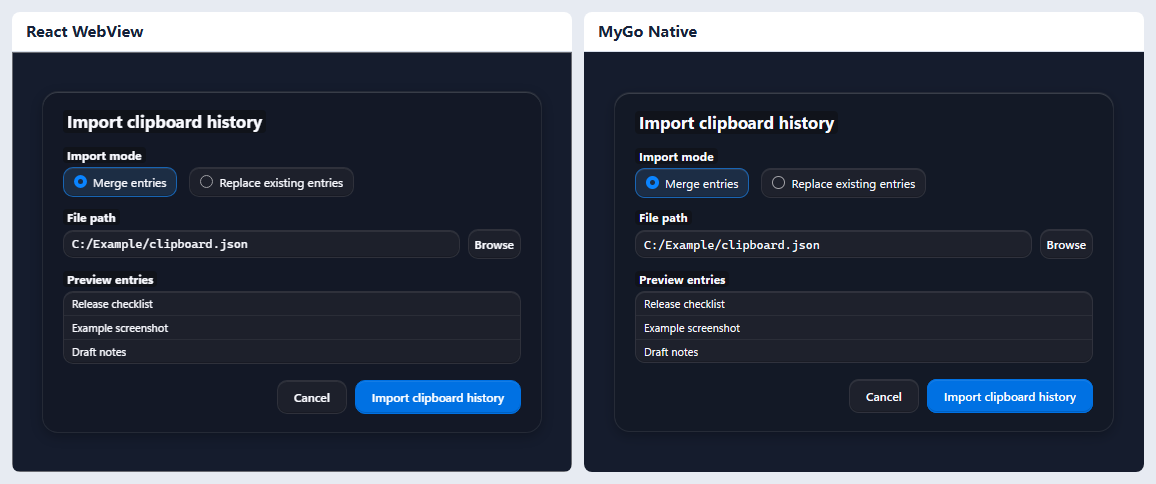 React WebView
Import clipboard history
Import mode
Merge entries
Replace existing entries
File path
C:/Example/clipboard.json
Browse
Preview entries
Release checklist
Example screenshot
Draft notes
Cancel
Import clipboard history
MyGo Native
Import clipboard history
Import mode
Merge entries
Replace existing entries
File path
C:/Example/clipboard.json
Browse
Preview entries
Release checklist
Example screenshot
Draft notes
Cancel
Import clipboard history